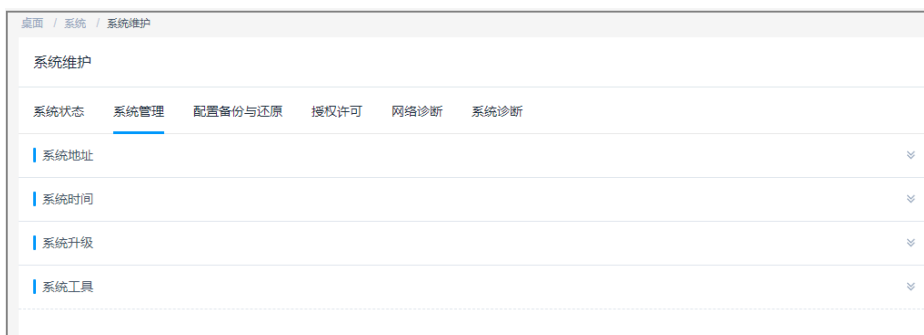 桌面 / 系统 / 系统维护
系统维护
系统状态 系统管理 配置备份与还原 授权许可 网络诊断 系统诊断
系统地址
系统时间
系统升级
系统工具